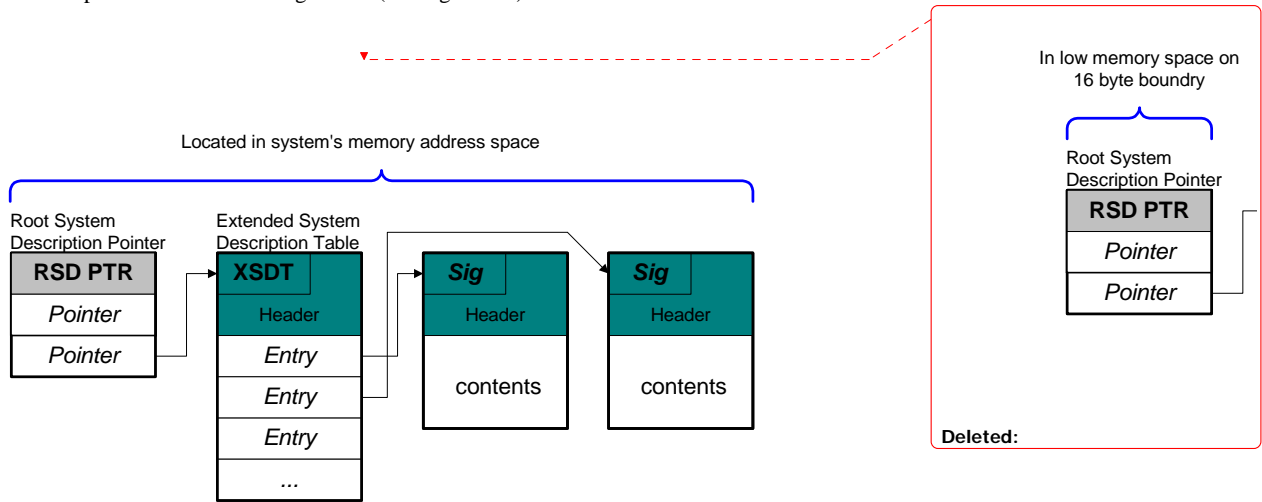 In low memory space on
16 byte boundry
Located in system's memory address space
Root System
Description Pointer
RSD PTR
Pointer
Pointer
Extended System
Description Table
XSDT
Header
Entry
Entry
Entry
...
Sig
Header
contents
Sig
Header
contents
Root System
Description Pointer
RSD PTR
Pointer
Pointer
Deleted: